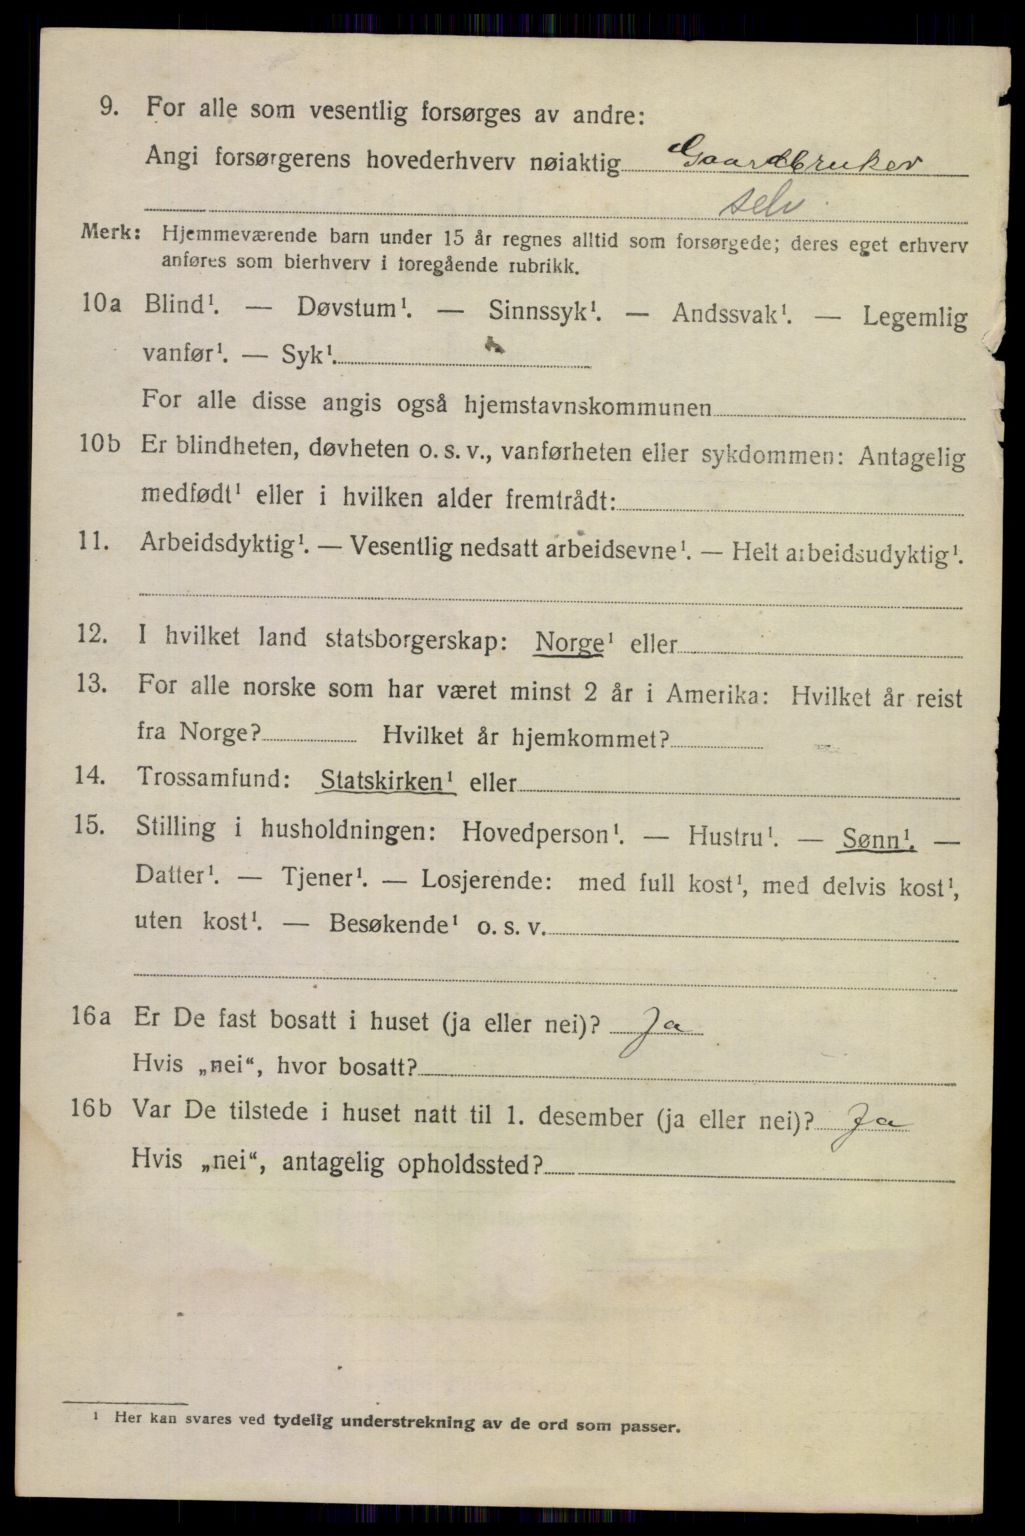 9. For alle som vesentlig forsørges av andre:
Angi forsørgerens hovederhverv nøiaktig Gaardbruker
selv.
Merk: Hjemmeværende barn under 15 år regnes alltid som forsørgede; deres eget erhverv
anføres som bierhverv i foregående rubrikk.
10a Blind¹. — Døvstum¹. — Sinnssyk¹. — Andssvak¹. — Legemlig
vanfør¹. — Syk¹.
For alle disse angis også hjemstavnskommunen
10b Er blindheten, døvheten o. s. v., vanførheten eller sykdommen: Antagelig
medfødt¹ eller i hvilken alder fremtrådt:
11. Arbeidsdyktig¹. — Vesentlig nedsatt arbeidsevne¹. — Helt arbeidsudyktig¹.
12. I hvilket land statsborgerskap: Norge¹ eller
13. For alle norske som har været minst 2 år i Amerika: Hvilket år reist
fra Norge? Hvilket år hjemkommet?
14. Trossamfund: Statskirken¹ eller
15. Stilling i husholdningen: Hovedperson¹. — Hustru¹. — Sønn¹. —
Datter¹. — Tjener¹. — Losjerende: med full kost¹, med delvis kost¹,
uten kost¹. — Besøkende¹ o. s. v.
16a Er De fast bosatt i huset (ja eller nei)? Ja
Hvis „nei“, hvor bosatt?
16b Var De tilstede i huset natt til 1. desember (ja eller nei)? Ja
Hvis „nei“, antagelig opholdssted?
¹ Her kan svares ved tydelig understrekning av de ord som passer.